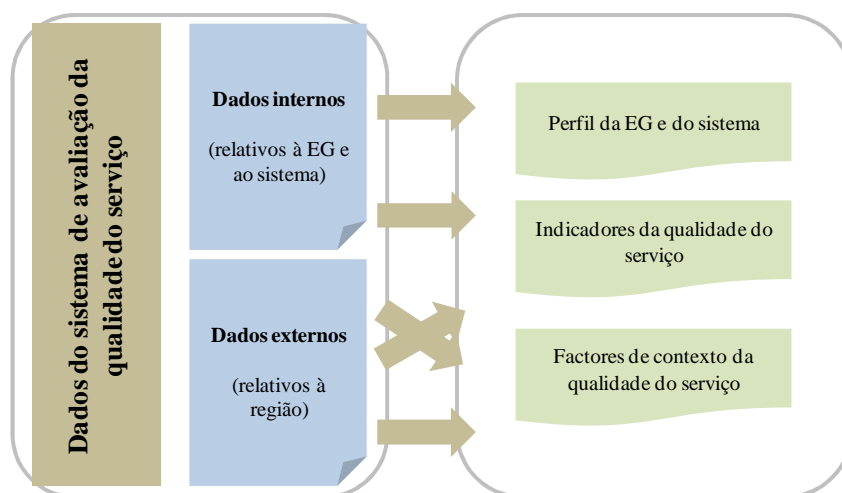 Dados do sistema de avaliação da
qualidade do serviço
Dados internos
(relativos à EG e
ao sistema)
Dados externos
(relativos à
região)
Perfil da EG e do sistema
Indicadores da qualidade do
serviço
Factores de contexto da
qualidade do serviço